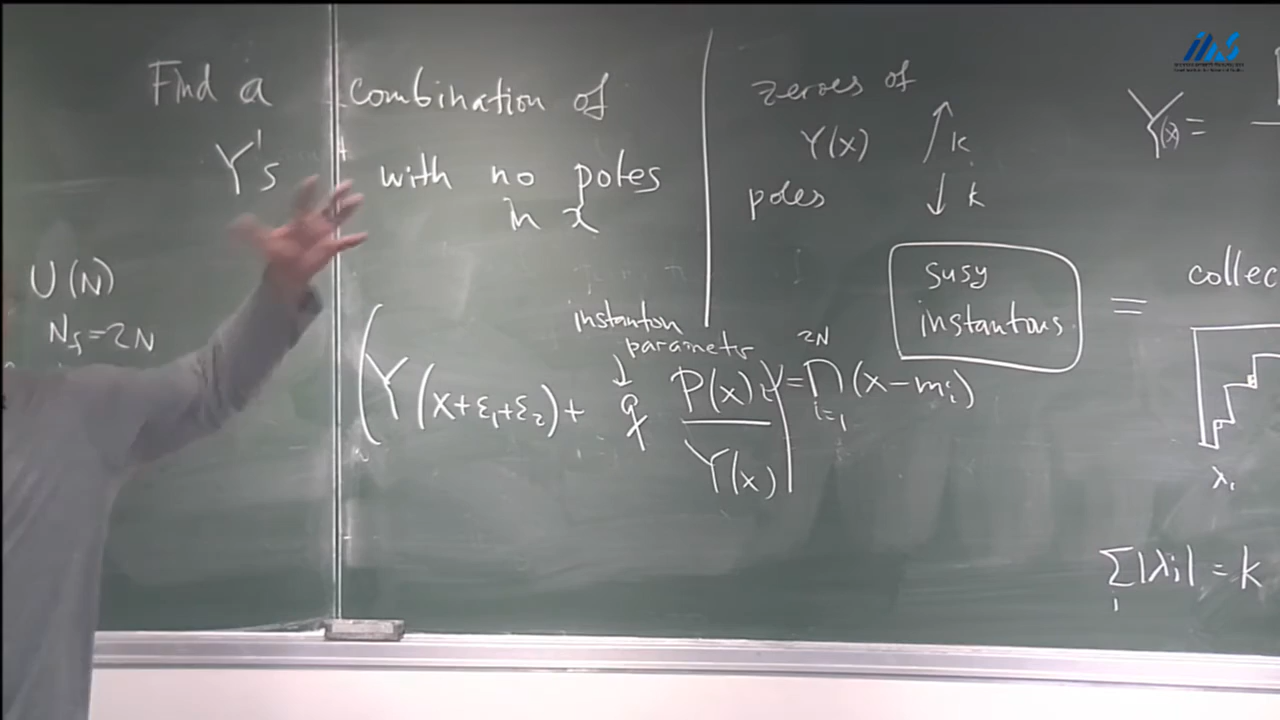 Find a combination of
Y's with no poles
in x
U(N)
N_f = 2N
instanton
parameter
↓
(Y(x+ε₁+ε₂) + q P(x)/Y(x) = ∏_{i=1}^{2N} (x−m_i)
zeroes of
Y(x) ↑ k
poles ↓ k
susy
instantons
= collec
λ₁
Σ_i |λ_i| = k
Y(x) =